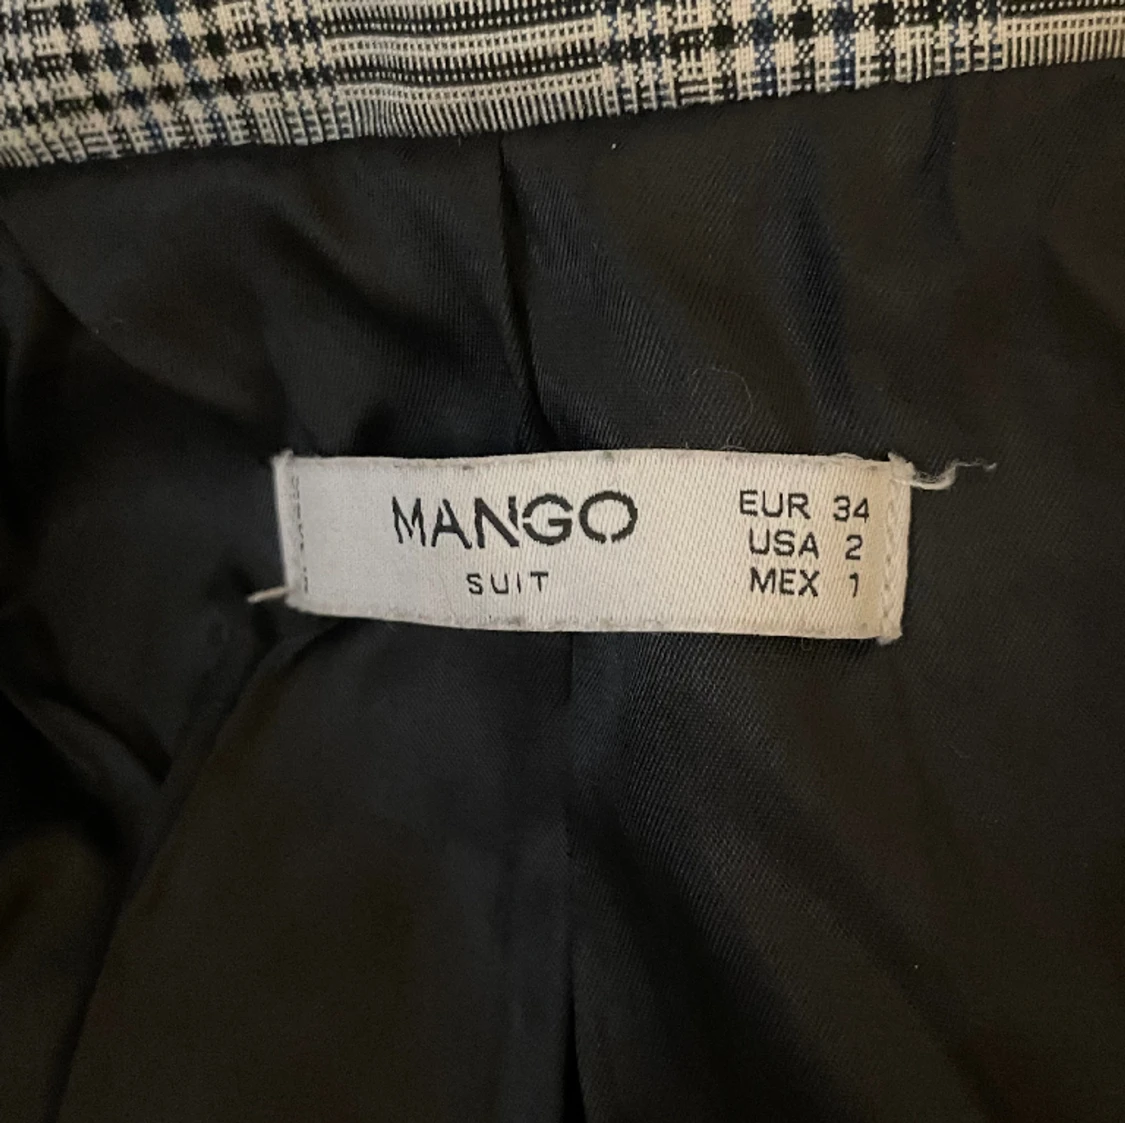 MANGO
SUIT
EUR 34
USA 2
MEX 1